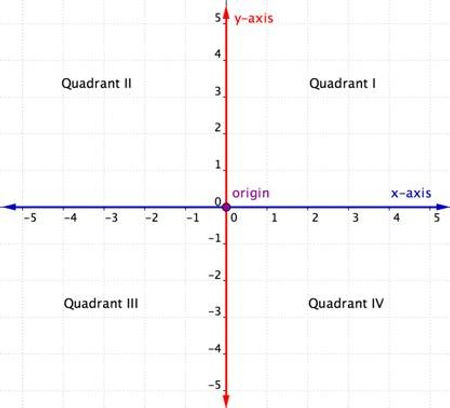 5
y-axis
4
Quadrant II
Quadrant I
3
2
1
origin
x-axis
0
-5 -4 -3 -2 -1 0 1 2 3 4 5
-1
-2
Quadrant III
Quadrant IV
-3
-4
-5